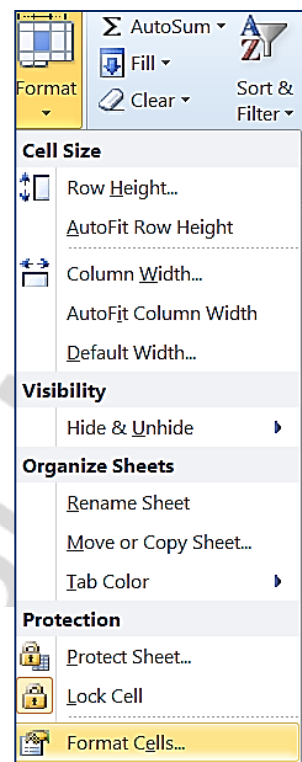 Σ AutoSum
Fill
Clear
Format
Sort &
Filter
Cell Size
Row Height...
AutoFit Row Height
Column Width...
AutoFit Column Width
Default Width...
Visibility
Hide & Unhide
Organize Sheets
Rename Sheet
Move or Copy Sheet...
Tab Color
Protection
Protect Sheet...
Lock Cell
Format Cells...